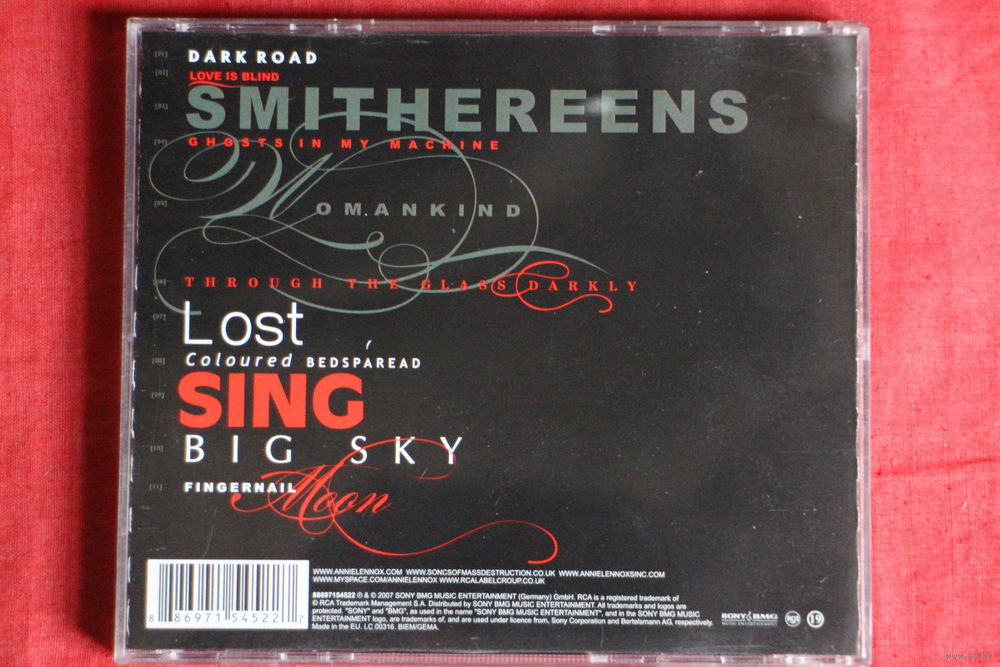 [01] DARK ROAD
[02] LOVE IS BLIND
[03] SMITHEREENS
[04] GHOSTS IN MY MACHINE
[05] WOMANKIND
[06] THROUGH THE GLASS DARKLY
[07] Lost
[08] Coloured BEDSPREAD
[09] SING
[10] BIG SKY
[11] FINGERNAIL Moon
WWW.ANNIELENNOX.COM WWW.SONGSOFMASSDESTRUCTION.CO.UK WWW.ANNIELENNOXSINC.COM
WWW.MYSPACE.COM/ANNIELENNOX WWW.RCALABELGROUP.CO.UK
88697154522 ℗ & © 2007 SONY BMG MUSIC ENTERTAINMENT (Germany) GmbH. RCA is a registered trademark of
® RCA Trademark Management S.A. Distributed by SONY BMG MUSIC ENTERTAINMENT. All trademarks and logos are
protected. "SONY" and "BMG", as used in the name "SONY BMG MUSIC ENTERTAINMENT", and in the SONY BMG MUSIC
ENTERTAINMENT logo, are trademarks of, and are used under licence from, Sony Corporation and Bertelsmann AG, respectively.
Made in the EU. LC 00316. BIEM/GEMA.
8 86971 54522 7
SONY BMG
MUSIC ENTERTAINMENT
RCA
19